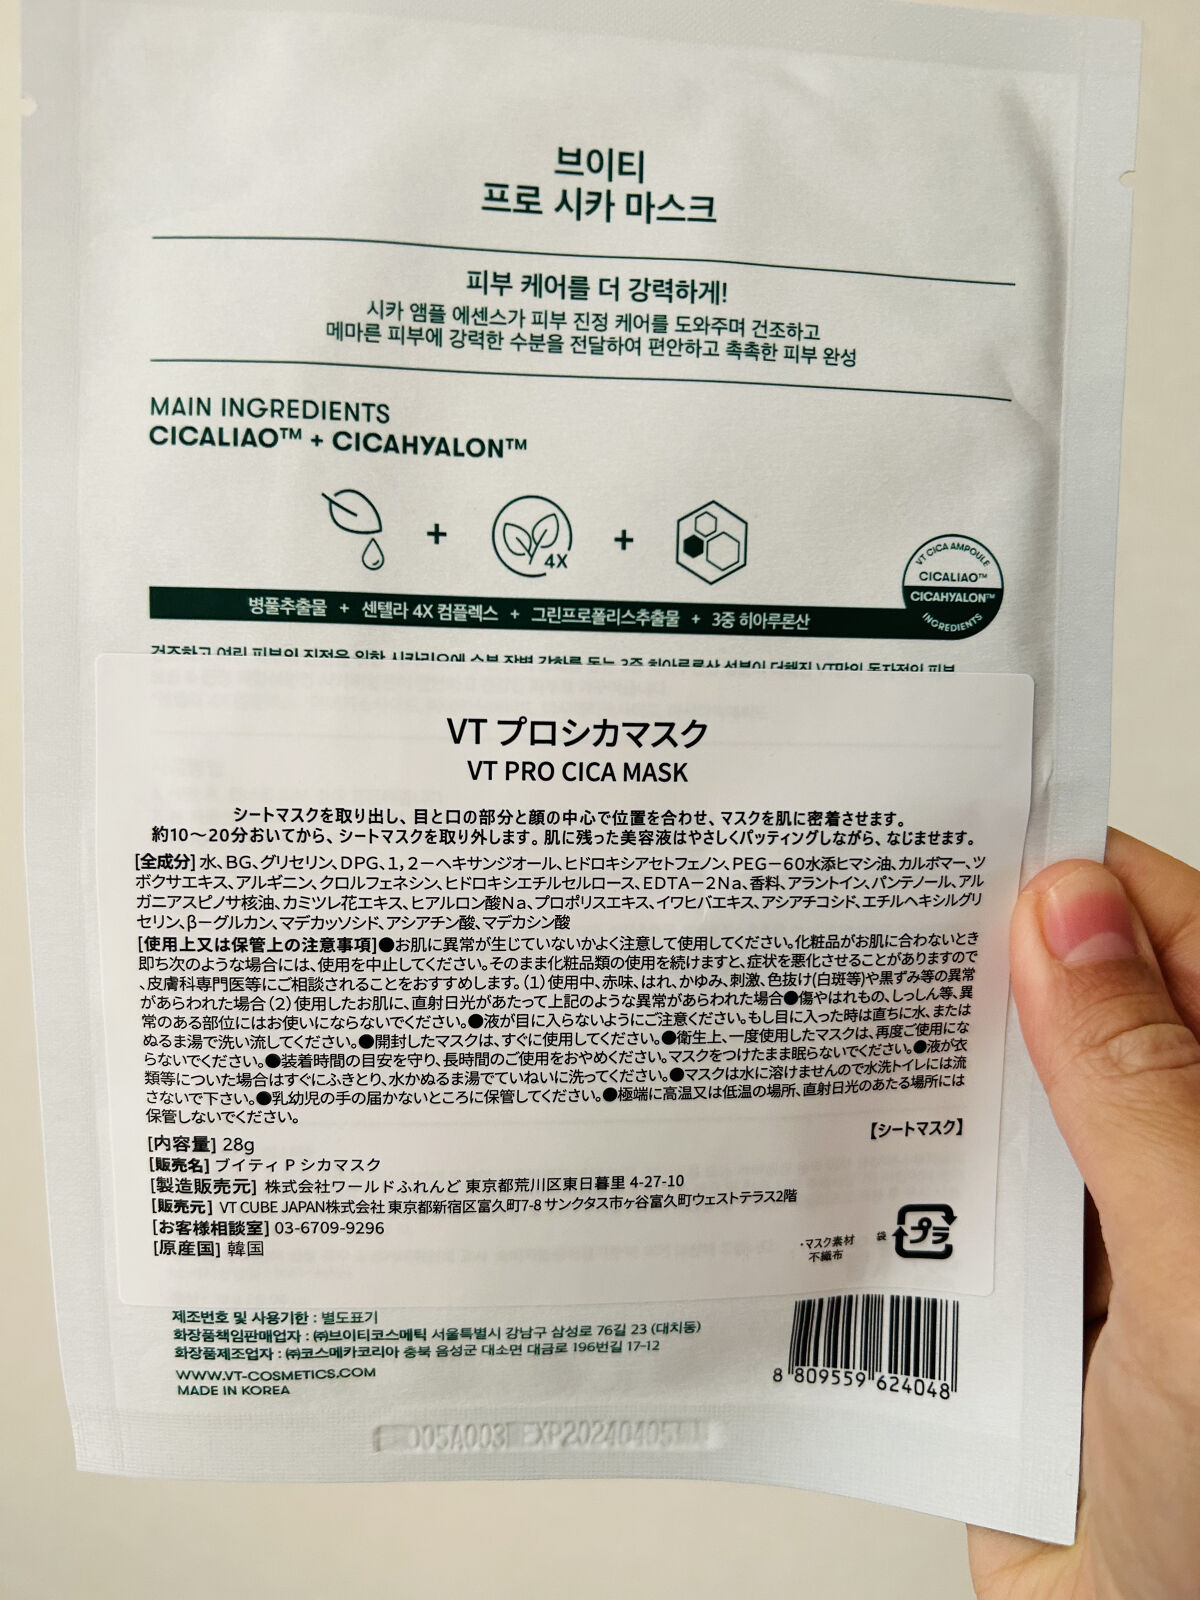 브이티
프로 시카 마스크
피부 케어를 더 강력하게!
시카 앰플 에센스가 피부 진정 케어를 도와주며 건조하고
메마른 피부에 강력한 수분을 전달하여 편안하고 촉촉한 피부 완성
MAIN INGREDIENTS
CICALIAO™ + CICAHYALON™
+ 4X +
VT CICA AMPOULE
CICALIAO™
CICAHYALON™
INGREDIENTS
병풀추출물 + 센텔라 4X 컴플렉스 + 그린프로폴리스추출물 + 3중 히아루론산
건조하고 여린 피부의 진정을 위한 시카리오에 수분 장벽 강화를 돕는 3중 히아루론산 성분이 더해진 VT만의 독자적인 피부
VT プロシカマスク
VT PRO CICA MASK
シートマスクを取り出し、目と口の部分と顔の中心で位置を合わせ、マスクを肌に密着させます。
約10～20分おいてから、シートマスクを取り外します。肌に残った美容液はやさしくパッティングしながら、なじませます。
[全成分]水、BG、グリセリン、DPG、1，2－ヘキサンジオール、ヒドロキシアセトフェノン、PEG－60水添ヒマシ油、カルボマー、ツ
ボクサエキス、アルギニン、クロルフェネシン、ヒドロキシエチルセルロース、EDTA－2Na、香料、アラントイン、パンテノール、アル
ガニアスピノサ核油、カミツレ花エキス、ヒアルロン酸Na、プロポリスエキス、イワヒバエキス、アシアチコシド、エチルヘキシルグリ
セリン、β－グルカン、マデカッソシド、アシアチン酸、マデカシン酸
[使用上又は保管上の注意事項]●お肌に異常が生じていないかよく注意して使用してください。化粧品がお肌に合わないとき
即ち次のような場合には、使用を中止してください。そのまま化粧品類の使用を続けますと、症状を悪化させることがありますので
、皮膚科専門医等にご相談されることをおすすめします。(1)使用中、赤味、はれ、かゆみ、刺激、色抜け(白斑等)や黒ずみ等の異常
があらわれた場合(2)使用したお肌に、直射日光があたって上記のような異常があらわれた場合●傷やはれもの、しっしん等、異
常のある部位にはお使いにならないでください。●液が目に入らないようにご注意ください。もし目に入った時は直ちに水、または
ぬるま湯で洗い流してください。●開封したマスクは、すぐに使用してください。●衛生上、一度使用したマスクは、再度ご使用にな
らないでください。●装着時間の目安を守り、長時間のご使用をおやめください。マスクをつけたまま眠らないでください。●液が衣
類等についた場合はすぐにふきとり、水かぬるま湯でていねいに洗ってください。●マスクは水に溶けませんので水洗トイレには流
さないで下さい。●乳幼児の手の届かないところに保管してください。●極端に高温又は低温の場所、直射日光のあたる場所には
保管しないでください。
【シートマスク】
[内容量] 28g
[販売名] ブイティ P シカマスク
[製造販売元] 株式会社ワールドふれんど 東京都荒川区東日暮里 4-27-10
[販売元] VT CUBE JAPAN株式会社 東京都新宿区富久町7-8 サンクタス市ヶ谷富久町ウェストテラス2階
[お客様相談室] 03-6709-9296
[原産国] 韓国
・マスク素材
不織布
袋 プラ
제조번호 및 사용기한 : 별도표기
화장품책임판매업자 : ㈜브이티코스메틱 서울특별시 강남구 삼성로 76길 23 (대치동)
화장품제조업자 : ㈜코스메카코리아 충북 음성군 대소면 대금로 196번길 17-12
WWW.VT-COSMETICS.COM
MADE IN KOREA
8 809559 624048
005A003 EXP20240405